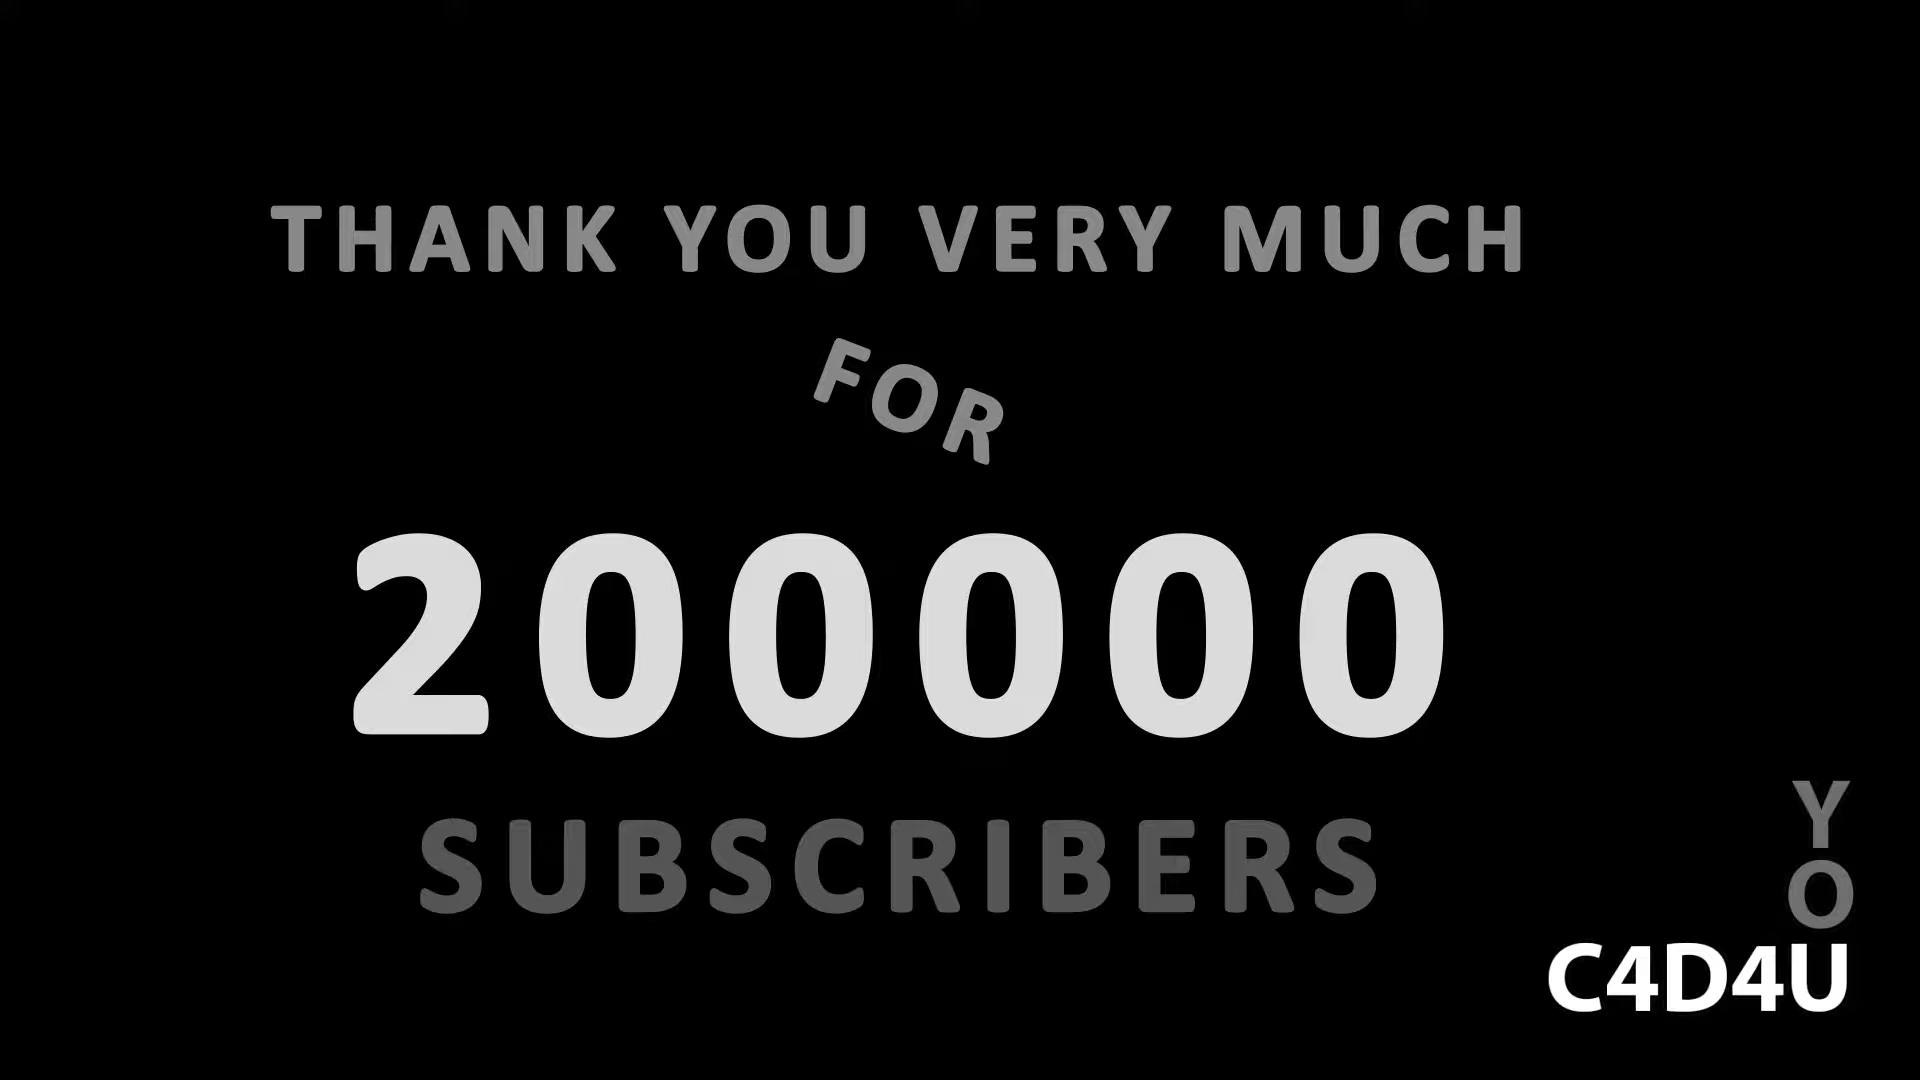 THANK YOU VERY MUCH
FOR
200000
SUBSCRIBERS
Y
O
C4D4U